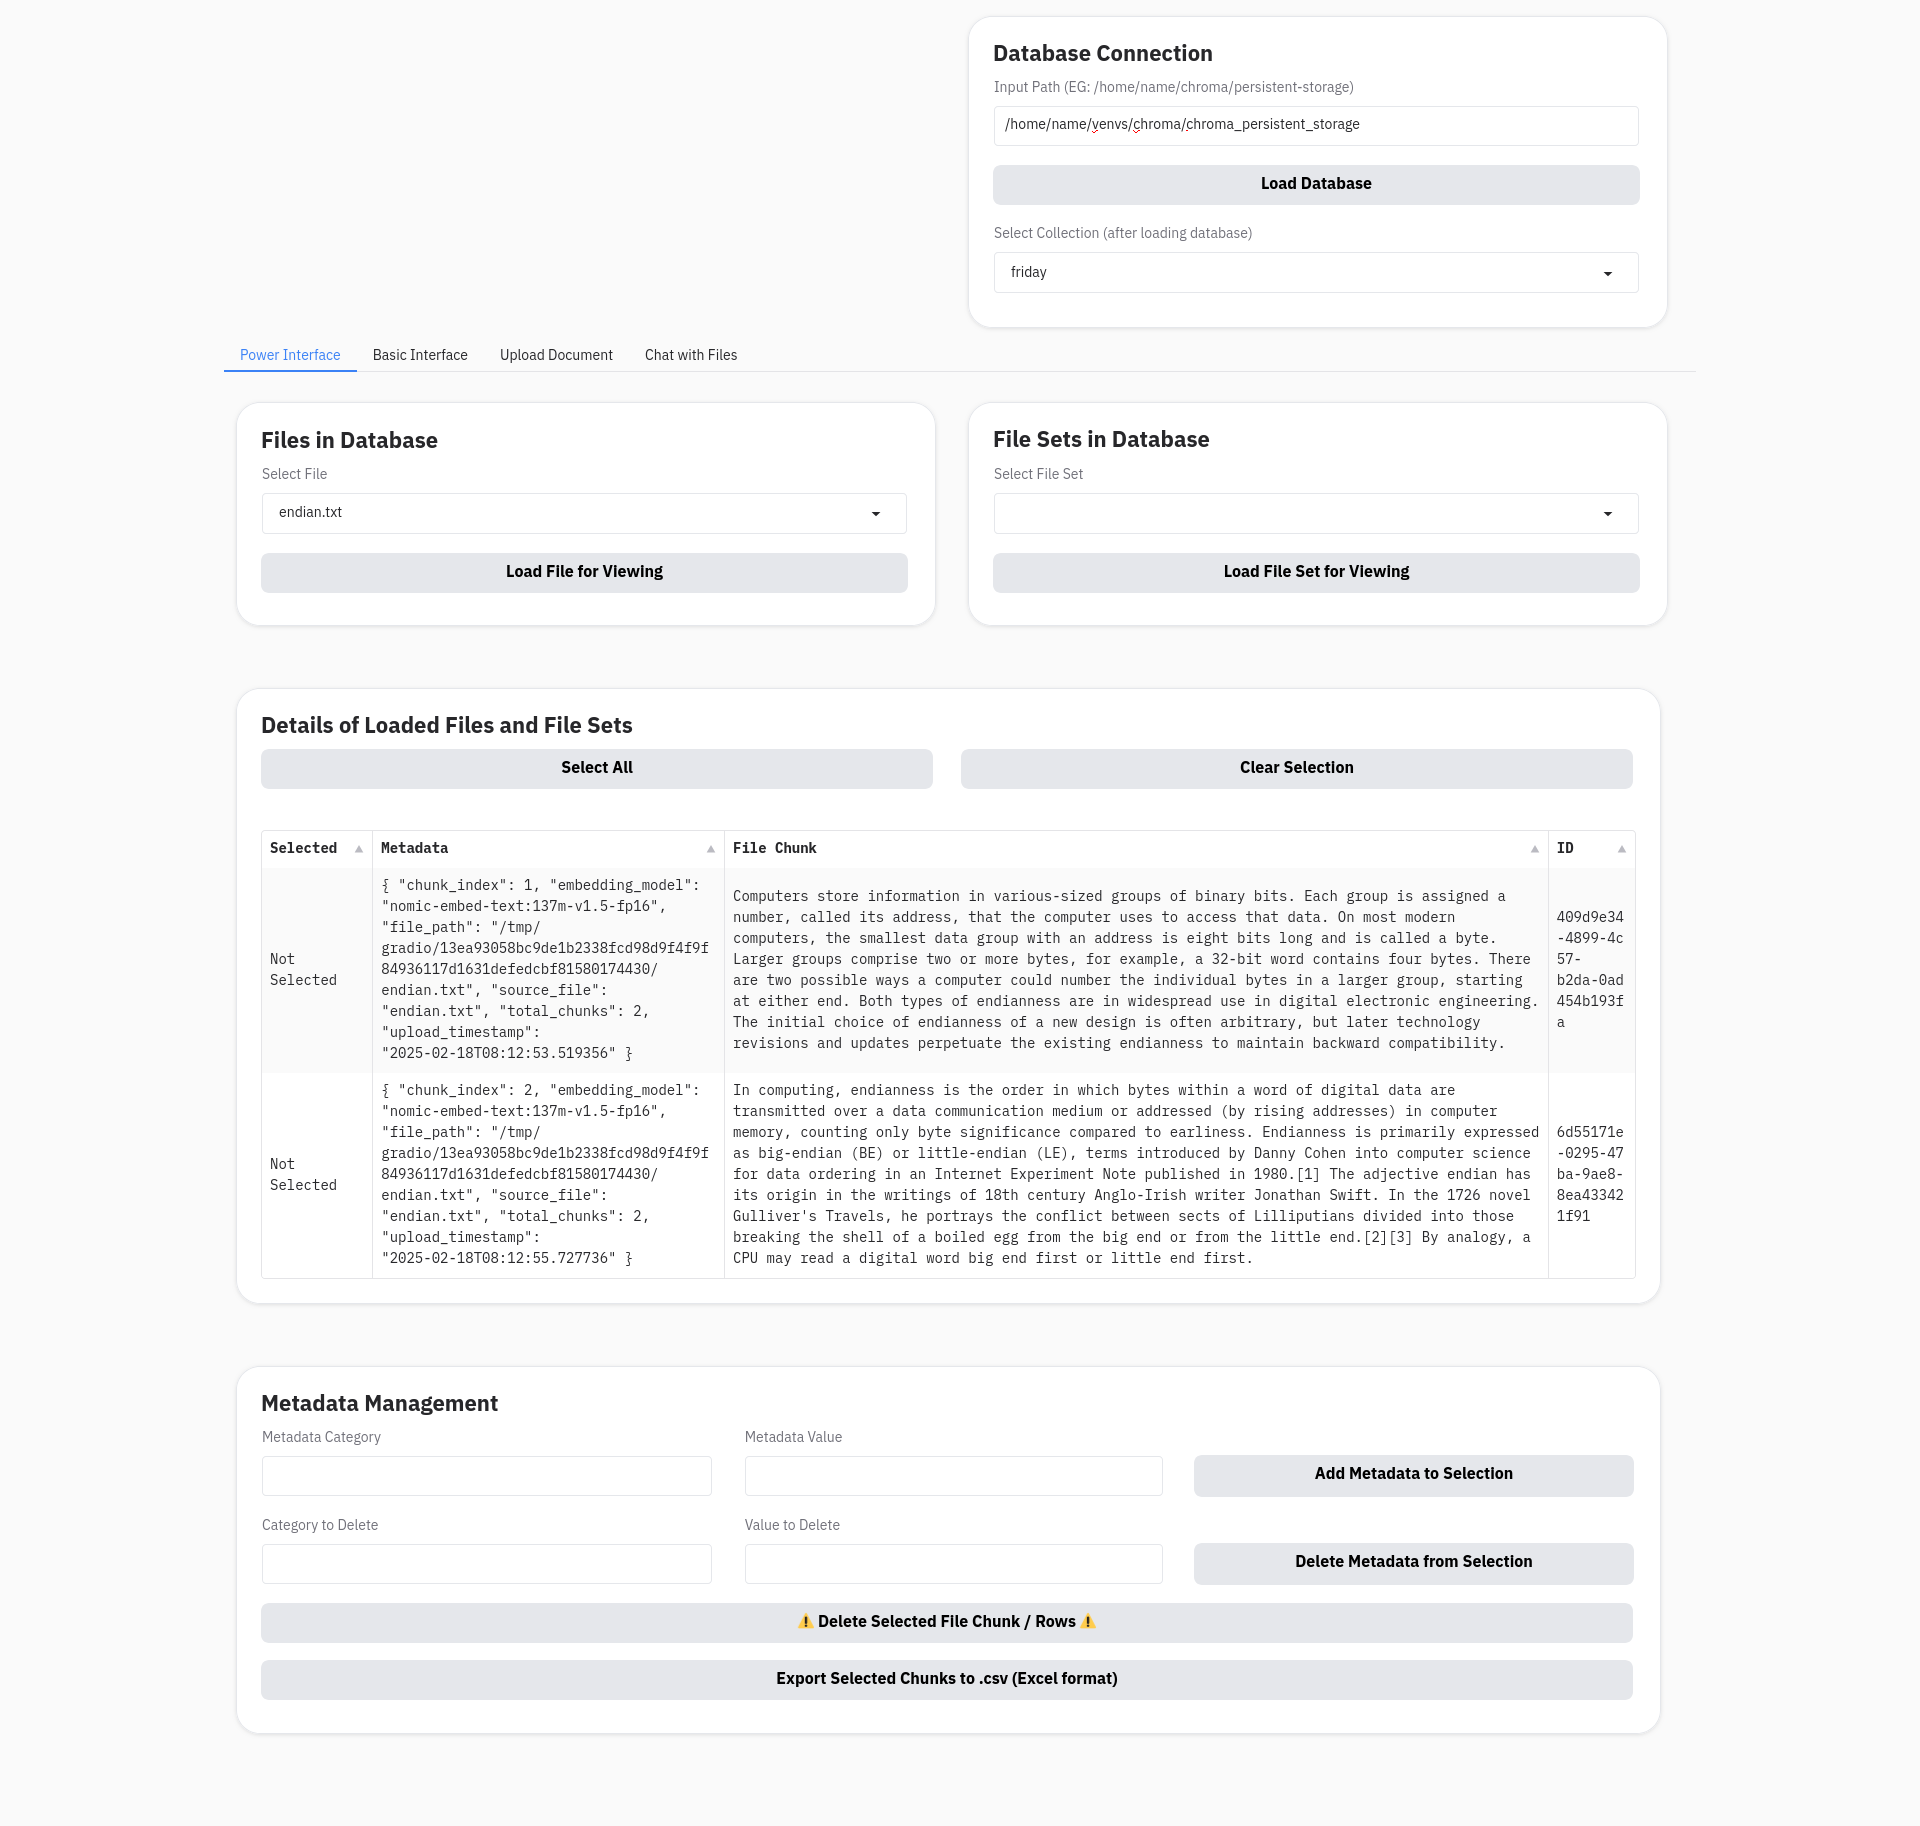 Database Connection
Input Path (EG: /home/name/chroma/persistent-storage)
/home/name/venvs/chroma/chroma_persistent_storage
Load Database
Select Collection (after loading database)
friday
Power Interface
Basic Interface
Upload Document
Chat with Files
Files in Database
Select File
endian.txt
Load File for Viewing
File Sets in Database
Select File Set
Load File Set for Viewing
Details of Loaded Files and File Sets
Select All
Clear Selection
Selected
Metadata
File Chunk
ID
Not
Selected
{ "chunk_index": 1, "embedding_model":
"nomic-embed-text:137m-v1.5-fp16",
"file_path": "/tmp/
gradio/13ea93058bc9de1b2338fcd98d9f4f9f
84936117d1631defedcbf81580174430/
endian.txt", "source_file":
"endian.txt", "total_chunks": 2,
"upload_timestamp":
"2025-02-18T08:12:53.519356" }
Computers store information in various-sized groups of binary bits. Each group is assigned a
number, called its address, that the computer uses to access that data. On most modern
computers, the smallest data group with an address is eight bits long and is called a byte.
Larger groups comprise two or more bytes, for example, a 32-bit word contains four bytes. There
are two possible ways a computer could number the individual bytes in a larger group, starting
at either end. Both types of endianness are in widespread use in digital electronic engineering.
The initial choice of endianness of a new design is often arbitrary, but later technology
revisions and updates perpetuate the existing endianness to maintain backward compatibility.
409d9e34
-4899-4c
57-
b2da-0ad
454b193f
a
Not
Selected
{ "chunk_index": 2, "embedding_model":
"nomic-embed-text:137m-v1.5-fp16",
"file_path": "/tmp/
gradio/13ea93058bc9de1b2338fcd98d9f4f9f
84936117d1631defedcbf81580174430/
endian.txt", "source_file":
"endian.txt", "total_chunks": 2,
"upload_timestamp":
"2025-02-18T08:12:55.727736" }
In computing, endianness is the order in which bytes within a word of digital data are
transmitted over a data communication medium or addressed (by rising addresses) in computer
memory, counting only byte significance compared to earliness. Endianness is primarily expressed
as big-endian (BE) or little-endian (LE), terms introduced by Danny Cohen into computer science
for data ordering in an Internet Experiment Note published in 1980.[1] The adjective endian has
its origin in the writings of 18th century Anglo-Irish writer Jonathan Swift. In the 1726 novel
Gulliver's Travels, he portrays the conflict between sects of Lilliputians divided into those
breaking the shell of a boiled egg from the big end or from the little end.[2][3] By analogy, a
CPU may read a digital word big end first or little end first.
6d55171e
-0295-47
ba-9ae8-
8ea43342
1f91
Metadata Management
Metadata Category
Metadata Value
Add Metadata to Selection
Category to Delete
Value to Delete
Delete Metadata from Selection
⚠️ Delete Selected File Chunk / Rows ⚠️
Export Selected Chunks to .csv (Excel format)